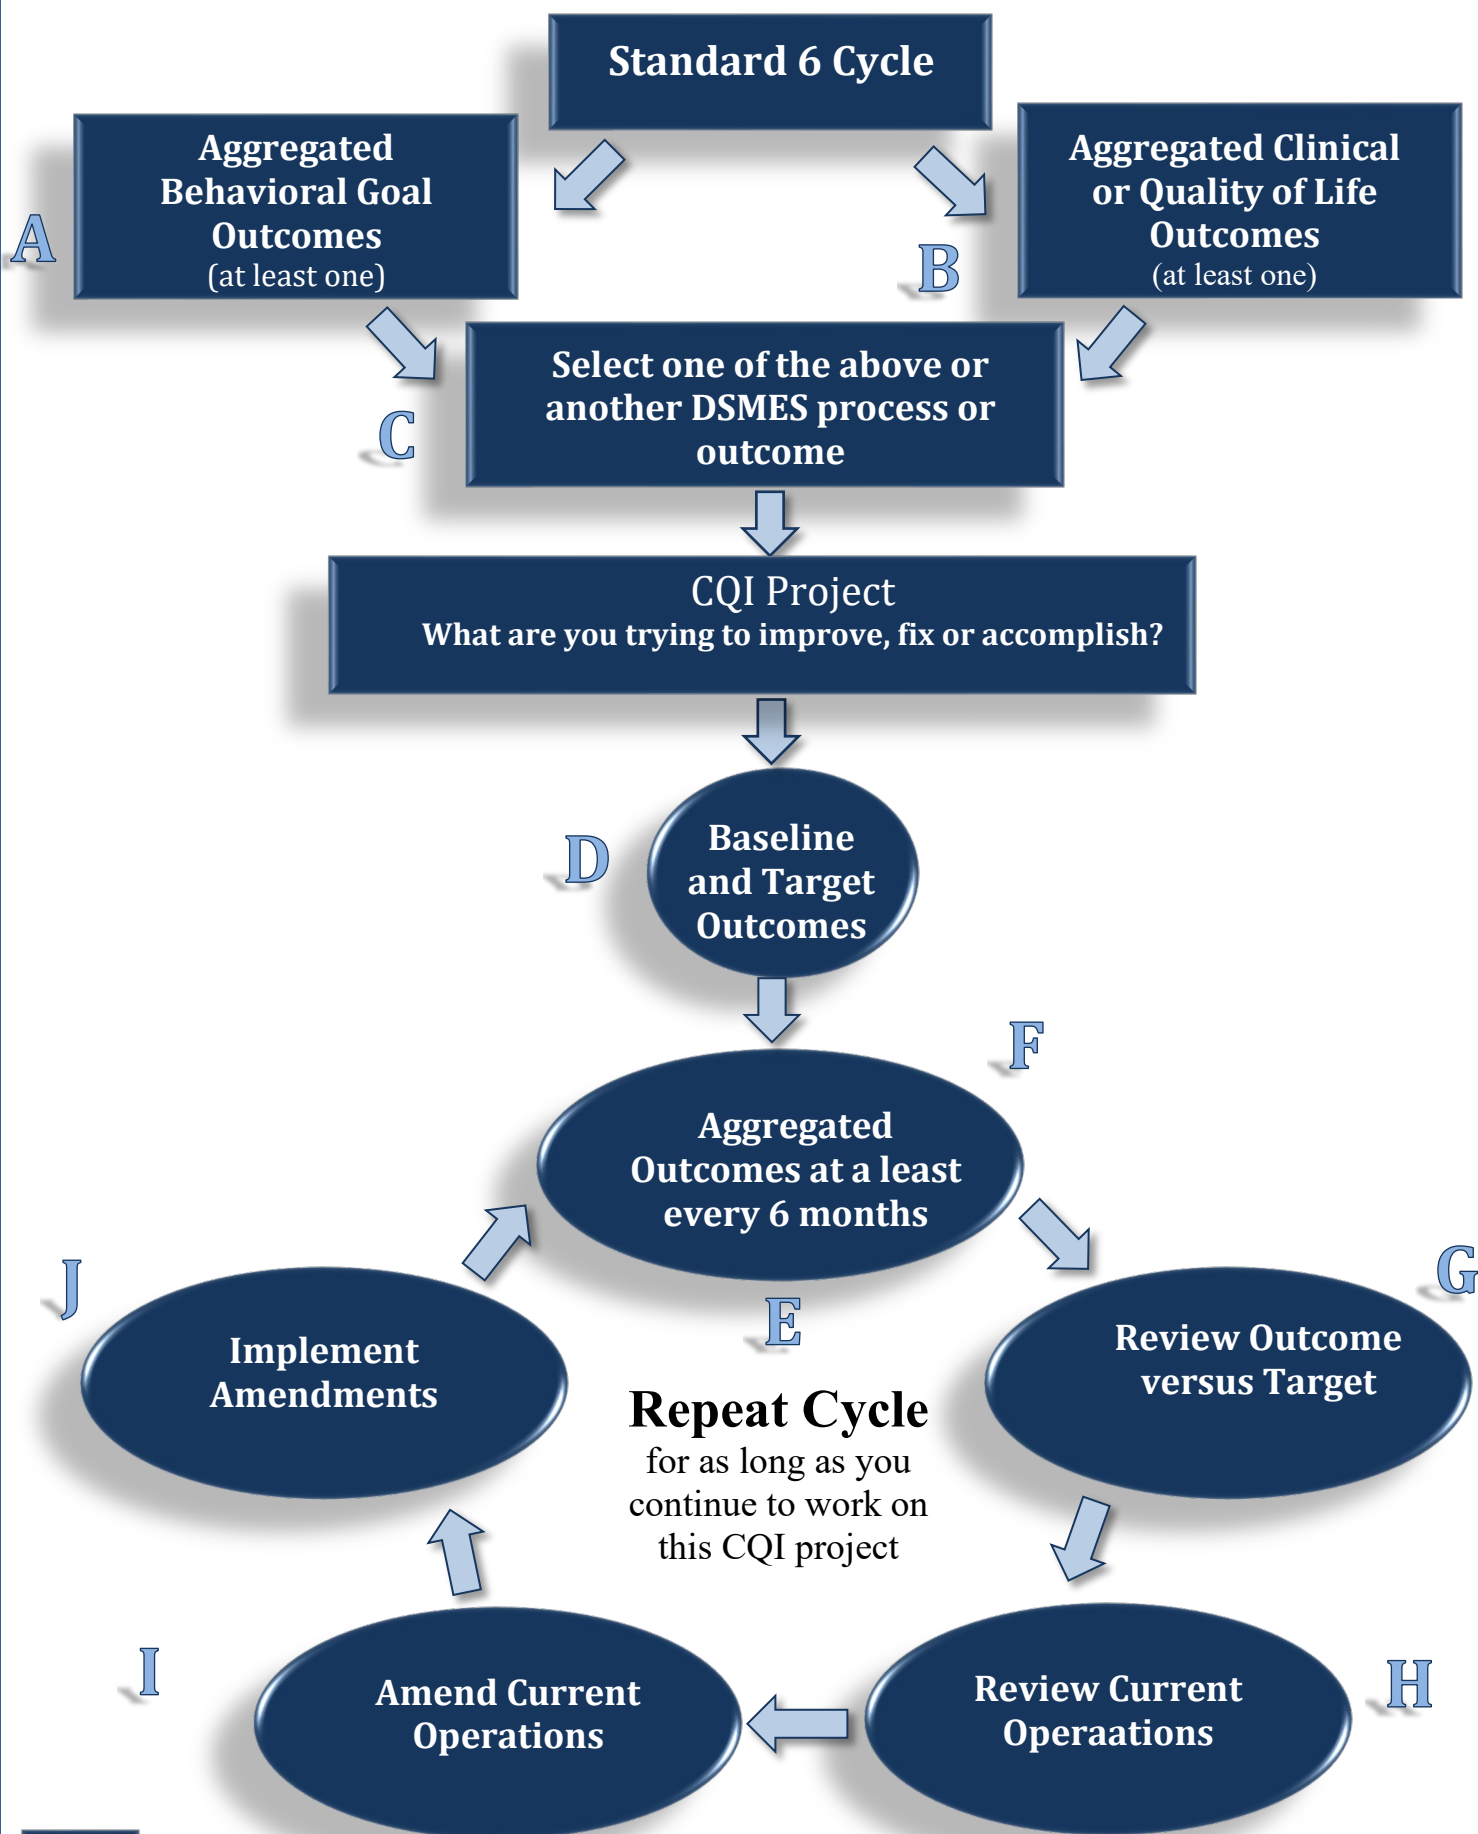 Standard 6 Cycle
Aggregated
Behavioral Goal
Outcomes
(at least one)
A
Aggregated Clinical
or Quality of Life
Outcomes
(at least one)
B
Select one of the above or
another DSMES process or
outcome
C
CQI Project
What are you trying to improve, fix or accomplish?
D
Baseline
and Target
Outcomes
F
Aggregated
Outcomes at a least
every 6 months
E
G
Review Outcome
versus Target
J
Implement
Amendments
Repeat Cycle
for as long as you
continue to work on
this CQI project
I
Amend Current
Operations
H
Review Current
Operaations